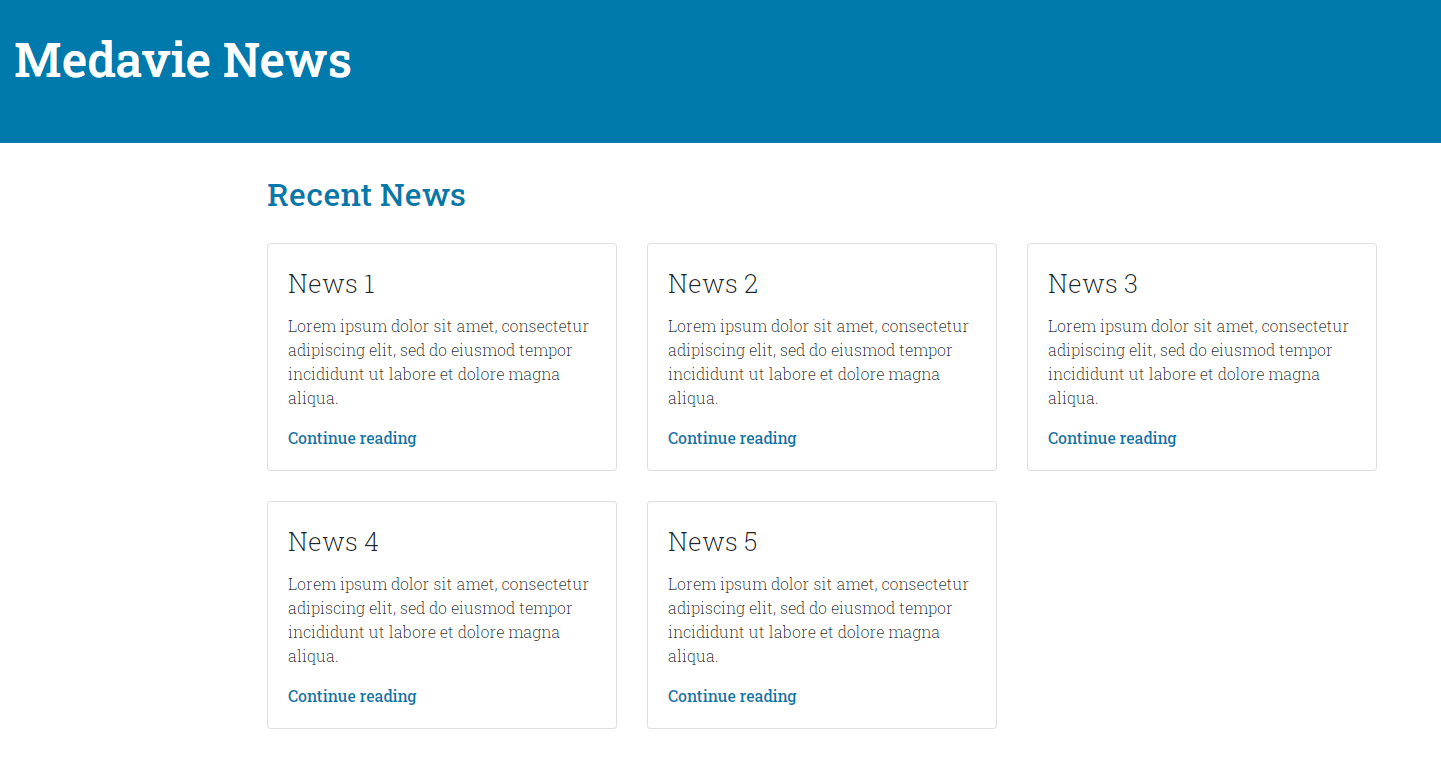 Medavie News
Recent News
News 1
Lorem ipsum dolor sit amet, consectetur
adipiscing elit, sed do eiusmod tempor
incididunt ut labore et dolore magna
aliqua.
Continue reading
News 2
Lorem ipsum dolor sit amet, consectetur
adipiscing elit, sed do eiusmod tempor
incididunt ut labore et dolore magna
aliqua.
Continue reading
News 3
Lorem ipsum dolor sit amet, consectetur
adipiscing elit, sed do eiusmod tempor
incididunt ut labore et dolore magna
aliqua.
Continue reading
News 4
Lorem ipsum dolor sit amet, consectetur
adipiscing elit, sed do eiusmod tempor
incididunt ut labore et dolore magna
aliqua.
Continue reading
News 5
Lorem ipsum dolor sit amet, consectetur
adipiscing elit, sed do eiusmod tempor
incididunt ut labore et dolore magna
aliqua.
Continue reading